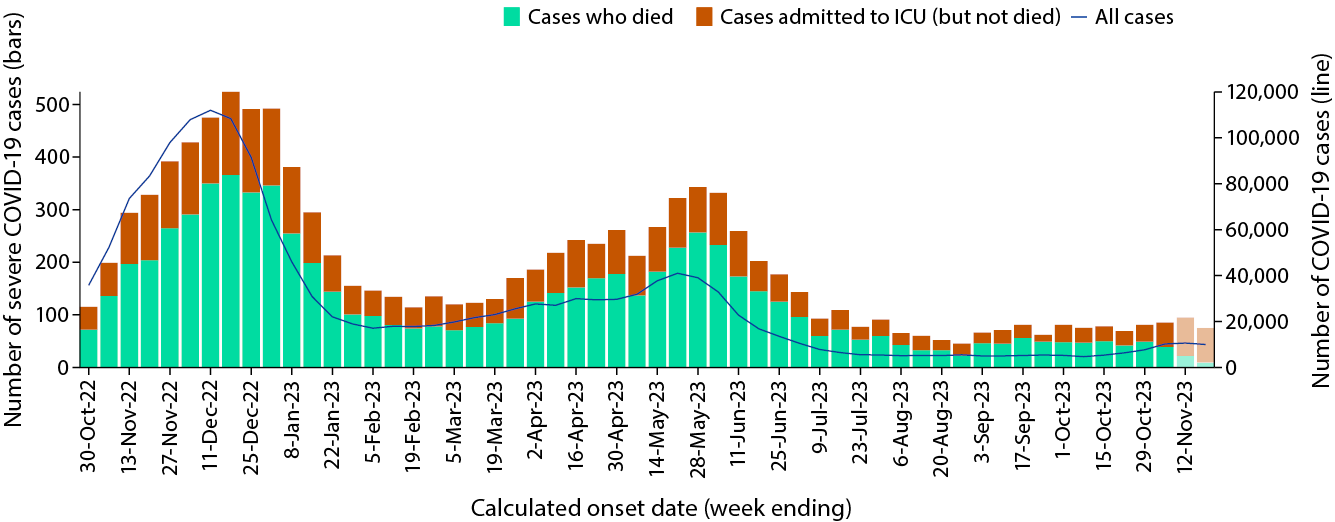 Cases who died
Cases admitted to ICU (but not died)
All cases
Number of severe COVID-19 cases (bars)
500
400
300
200
100
0
120,000
100,000
80,000
60,000
40,000
20,000
0
Number of COVID-19 cases (line)
30-Oct-22
13-Nov-22
27-Nov-22
11-Dec-22
25-Dec-22
8-Jan-23
22-Jan-23
5-Feb-23
19-Feb-23
5-Mar-23
19-Mar-23
2-Apr-23
16-Apr-23
30-Apr-23
14-May-23
28-May-23
11-Jun-23
25-Jun-23
9-Jul-23
23-Jul-23
6-Aug-23
20-Aug-23
3-Sep-23
17-Sep-23
1-Oct-23
15-Oct-23
29-Oct-23
12-Nov-23
Calculated onset date (week ending)